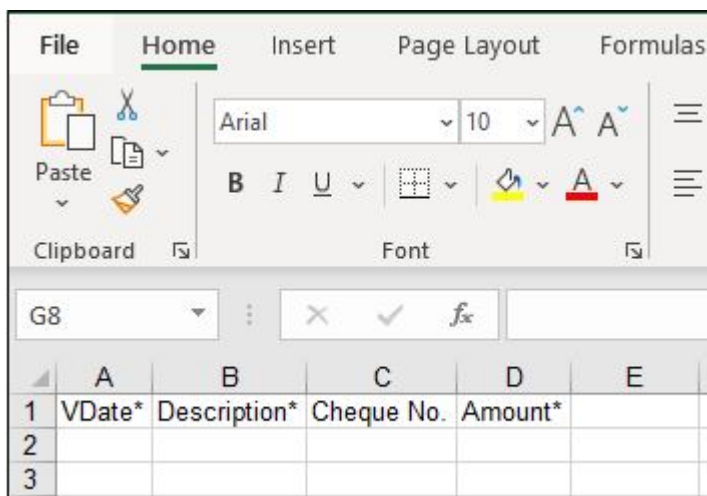 File Home Insert Page Layout Formulas
Arial 10 A A
Paste
B I U A
Clipboard Font
G8 fx
A B C D E
1 VDate* Description* Cheque No. Amount*
2
3